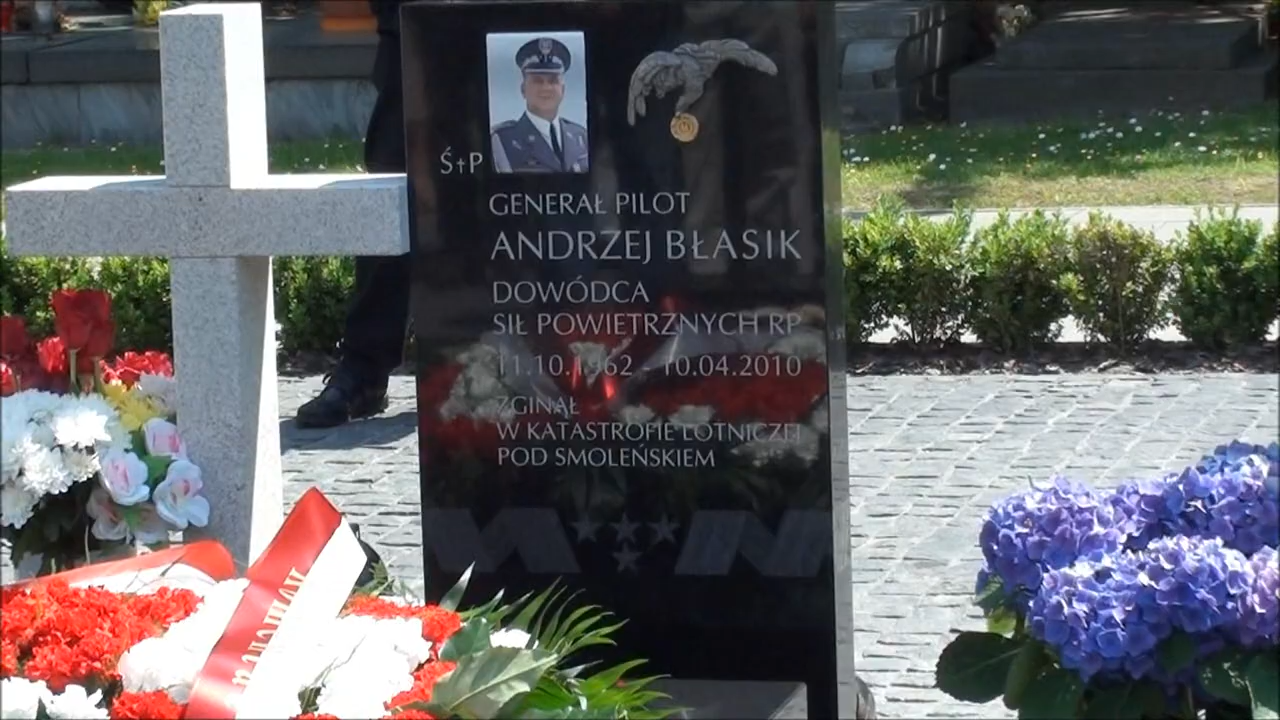 Ś†P
GENERAŁ PILOT
ANDRZEJ BŁASIK
DOWÓDCA
SIŁ POWIETRZNYCH RP
11.10.1962 - 10.04.2010
ZGINĄŁ
W KATASTROFIE LOTNICZEJ
POD SMOLEŃSKIEM